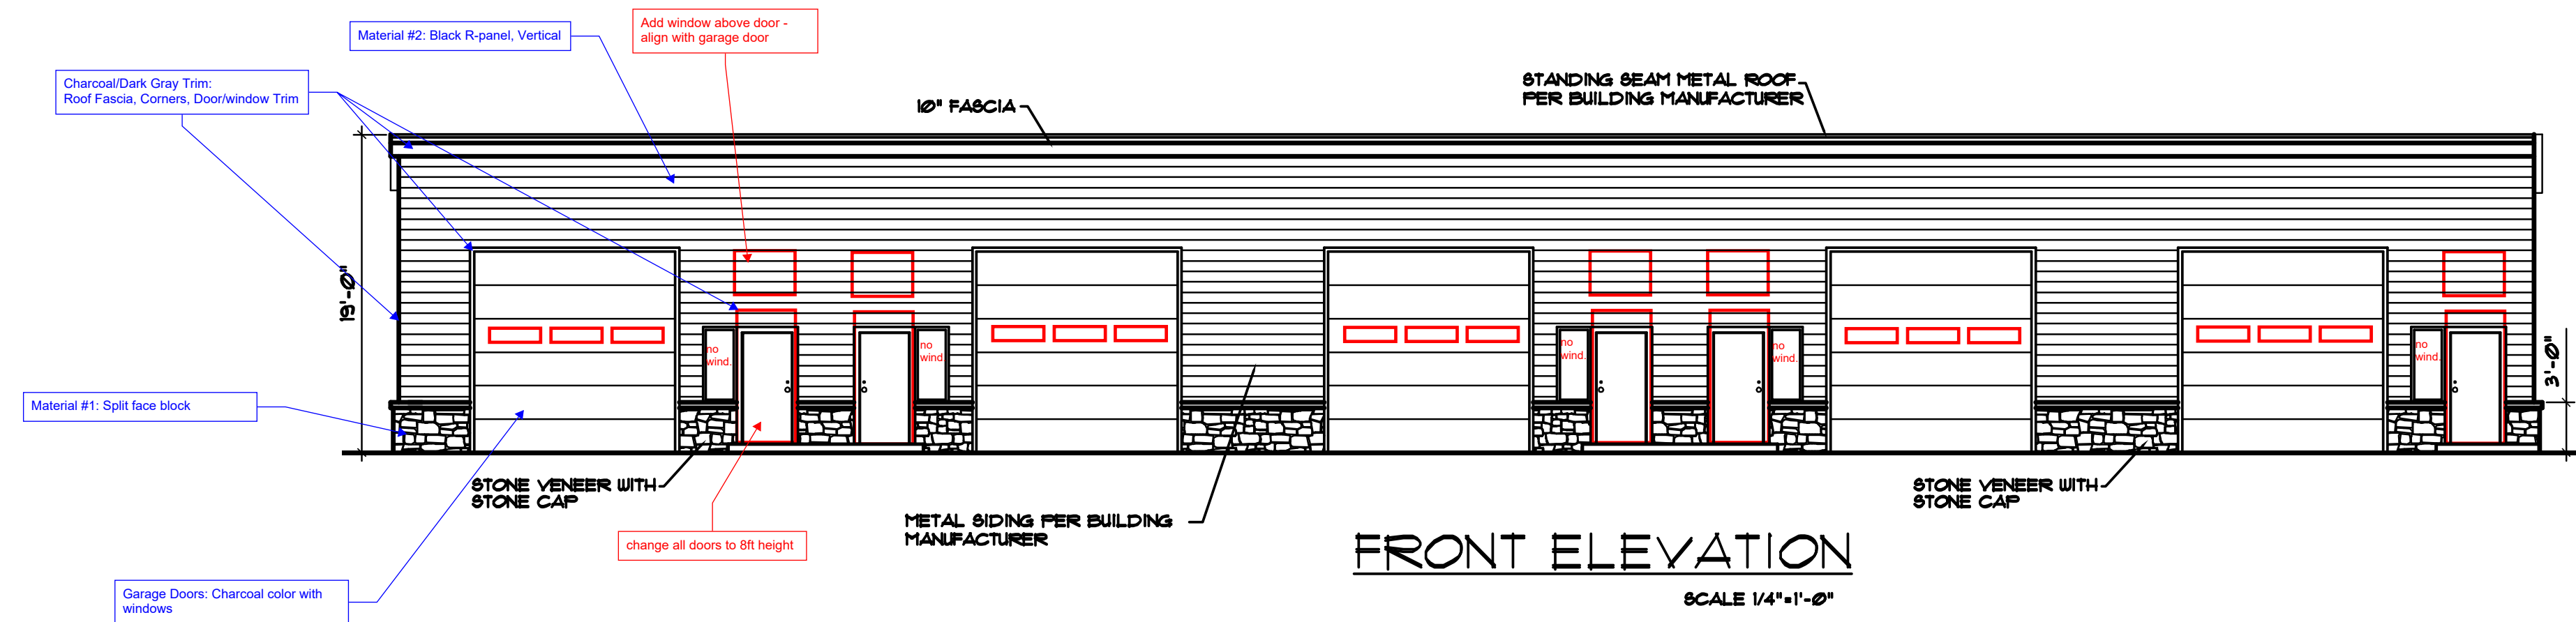 Add window above door -
align with garage door
Material #2: Black R-panel, Vertical
Charcoal/Dark Gray Trim:
Roof Fascia, Corners, Door/window Trim
10" FASCIA
STANDING SEAM METAL ROOF
PER BUILDING MANUFACTURER
19'-0"
no
wind.
no
wind.
no
wind.
no
wind.
no
wind.
3'-0"
Material #1: Split face block
STONE VENEER WITH
STONE CAP
STONE VENEER WITH
STONE CAP
METAL SIDING PER BUILDING
MANUFACTURER
change all doors to 8ft height
FRONT ELEVATION
SCALE 1/4"=1'-0"
Garage Doors: Charcoal color with
windows